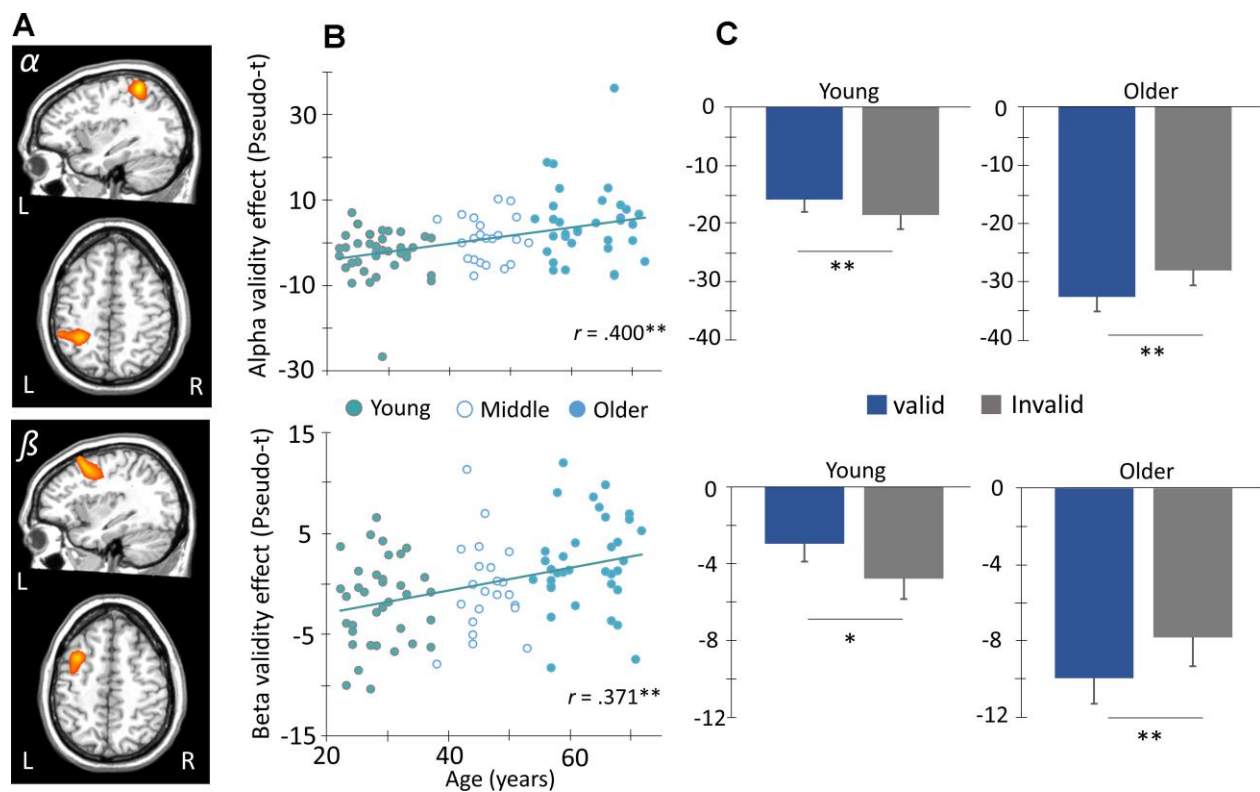 A
α
L
L
R
ß
L
L
R
B
Alpha validity effect (Pseudo-t)
30
10
-10
-30
r = .400**
Young
Middle
Older
Beta validity effect (Pseudo-t)
15
5
-5
-15
r = .371**
20
40
60
Age (years)
C
Young
0
-10
-20
-30
-40
**
Older
0
-10
-20
-30
-40
**
valid
Invalid
Young
0
-4
-8
-12
*
Older
0
-4
-8
-12
**